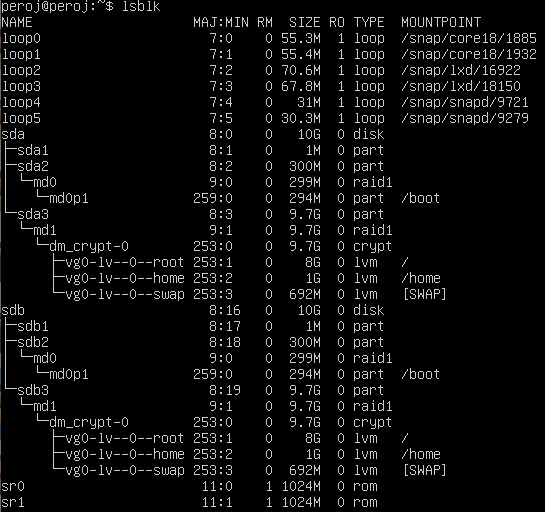 peroj@peroj:~$ lsblk
NAME                      MAJ:MIN RM  SIZE RO TYPE  MOUNTPOINT
loop0                       7:0    0 55.3M  1 loop  /snap/core18/1885
loop1                       7:1    0 55.4M  1 loop  /snap/core18/1932
loop2                       7:2    0 70.6M  1 loop  /snap/lxd/16922
loop3                       7:3    0 67.8M  1 loop  /snap/lxd/18150
loop4                       7:4    0   31M  1 loop  /snap/snapd/9721
loop5                       7:5    0 30.3M  1 loop  /snap/snapd/9279
sda                         8:0    0   10G  0 disk
├─sda1                      8:1    0    1M  0 part
├─sda2                      8:2    0  300M  0 part
│ └─md0                     9:0    0  299M  0 raid1
│   └─md0p1               259:0    0  294M  0 part  /boot
└─sda3                      8:3    0  9.7G  0 part
  └─md1                     9:1    0  9.7G  0 raid1
    └─dm_crypt-0          253:0    0  9.7G  0 crypt
      ├─vg0-lv--0--root   253:1    0    8G  0 lvm   /
      ├─vg0-lv--0--home   253:2    0    1G  0 lvm   /home
      └─vg0-lv--0--swap   253:3    0  692M  0 lvm   [SWAP]
sdb                         8:16   0   10G  0 disk
├─sdb1                      8:17   0    1M  0 part
├─sdb2                      8:18   0  300M  0 part
│ └─md0                     9:0    0  299M  0 raid1
│   └─md0p1               259:0    0  294M  0 part  /boot
└─sdb3                      8:19   0  9.7G  0 part
  └─md1                     9:1    0  9.7G  0 raid1
    └─dm_crypt-0          253:0    0  9.7G  0 crypt
      ├─vg0-lv--0--root   253:1    0    8G  0 lvm   /
      ├─vg0-lv--0--home   253:2    0    1G  0 lvm   /home
      └─vg0-lv--0--swap   253:3    0  692M  0 lvm   [SWAP]
sr0                        11:0    1 1024M  0 rom
sr1                        11:1    1 1024M  0 rom